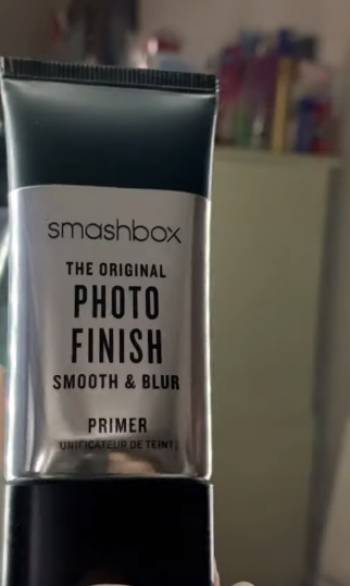 smashbox
THE ORIGINAL
PHOTO
FINISH
SMOOTH & BLUR
PRIMER
UNIFICATEUR DE TEINT